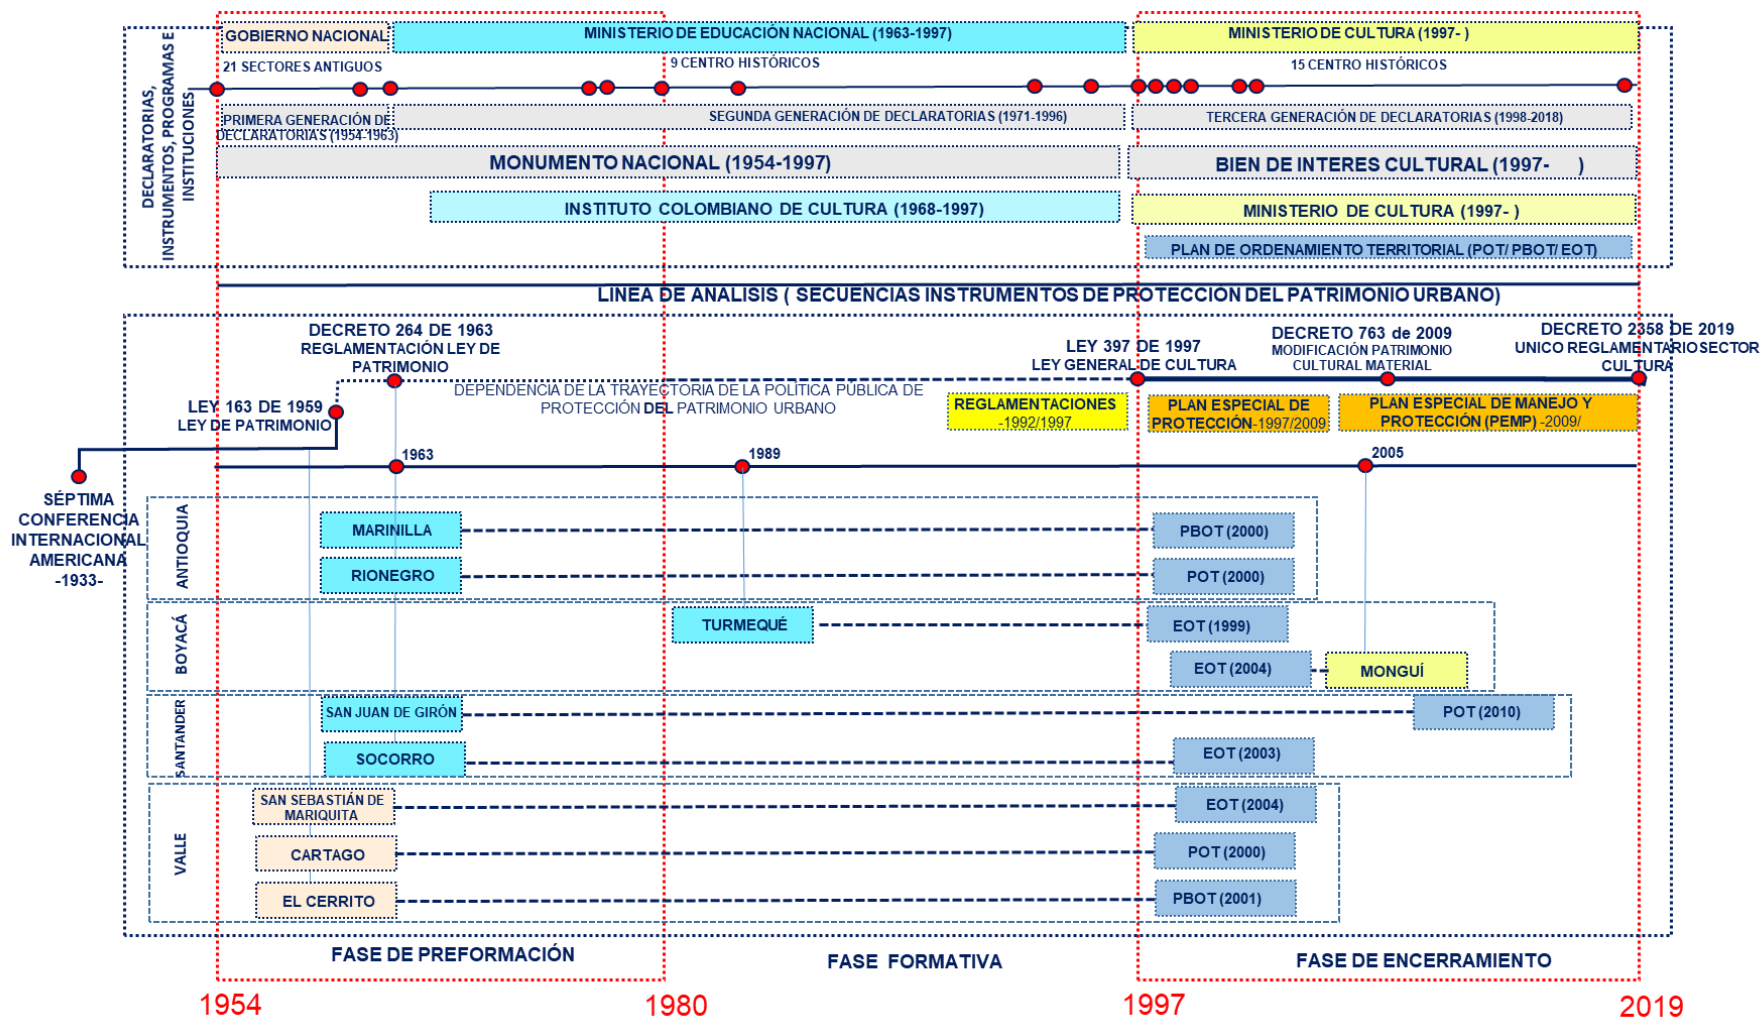 DECLARATORIAS,
INSTRUMENTOS, PROGRAMAS E
INSTITUCIONES
GOBIERNO NACIONAL
MINISTERIO DE EDUCACIÓN NACIONAL (1963-1997)
MINISTERIO DE CULTURA (1997- )
21 SECTORES ANTIGUOS
9 CENTRO HISTÓRICOS
15 CENTRO HISTÓRICOS
PRIMERA GENERACIÓN DE
DECLARATORIAS (1954-1963)
SEGUNDA GENERACIÓN DE DECLARATORIAS (1971-1996)
TERCERA GENERACIÓN DE DECLARATORIAS (1998-2018)
MONUMENTO NACIONAL (1954-1997)
BIEN DE INTERES CULTURAL (1997- )
INSTITUTO COLOMBIANO DE CULTURA (1968-1997)
MINISTERIO DE CULTURA (1997- )
PLAN DE ORDENAMIENTO TERRITORIAL (POT/ PBOT/ EOT)
LINEA DE ANALISIS ( SECUENCIAS INSTRUMENTOS DE PROTECCIÓN DEL PATRIMONIO URBANO)
DECRETO 264 DE 1963
REGLAMENTACIÓN LEY DE
PATRIMONIO
LEY 397 DE 1997
LEY GENERAL DE CULTURA
DECRETO 763 de 2009
MODIFICACIÓN PATRIMONIO
CULTURAL MATERIAL
DECRETO 2358 DE 2019
UNICO REGLAMENTARIO SECTOR
CULTURA
LEY 163 DE 1959
LEY DE PATRIMONIO
DEPENDENCIA DE LA TRAYECTORIA DE LA POLÍTICA PÚBLICA DE
PROTECCIÓN DEL PATRIMONIO URBANO
REGLAMENTACIONES
-1992/1997
PLAN ESPECIAL DE
PROTECCIÓN-1997/2009
PLAN ESPECIAL DE MANEJO Y
PROTECCIÓN (PEMP) -2009/
1963
1989
2005
SÉPTIMA
CONFERENCIA
INTERNACIONAL
AMERICANA
-1933-
ANTIOQUIA
MARINILLA
PBOT (2000)
RIONEGRO
POT (2000)
BOYACÁ
TURMEQUÉ
EOT (1999)
EOT (2004)
MONGUÍ
SANTANDER
SAN JUAN DE GIRÓN
POT (2010)
SOCORRO
EOT (2003)
VALLE
SAN SEBASTIÁN DE
MARIQUITA
EOT (2004)
CARTAGO
POT (2000)
EL CERRITO
PBOT (2001)
FASE DE PREFORMACIÓN
FASE FORMATIVA
FASE DE ENCERRAMIENTO
1954
1980
1997
2019